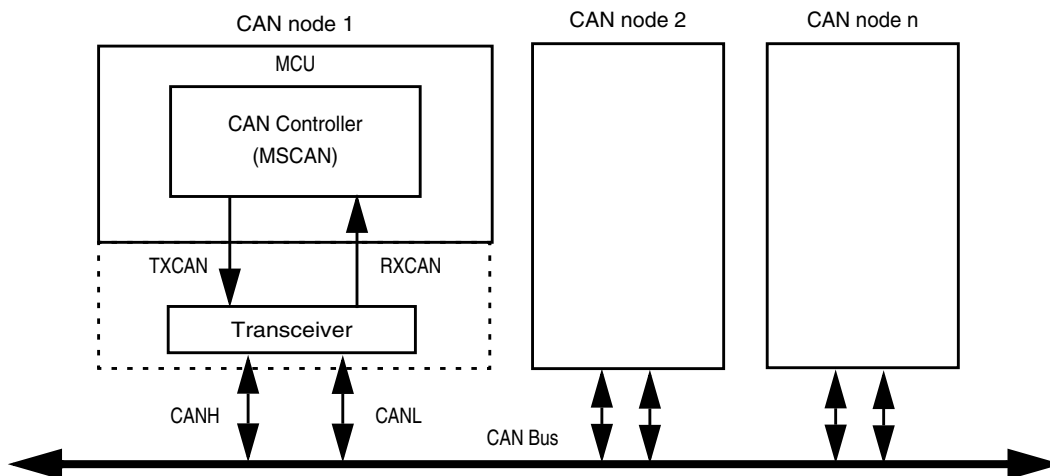 CAN node 1
CAN node 2
CAN node n
MCU
CAN Controller
(MSCAN)
TXCAN
RXCAN
Transceiver
CANH
CANL
CAN Bus